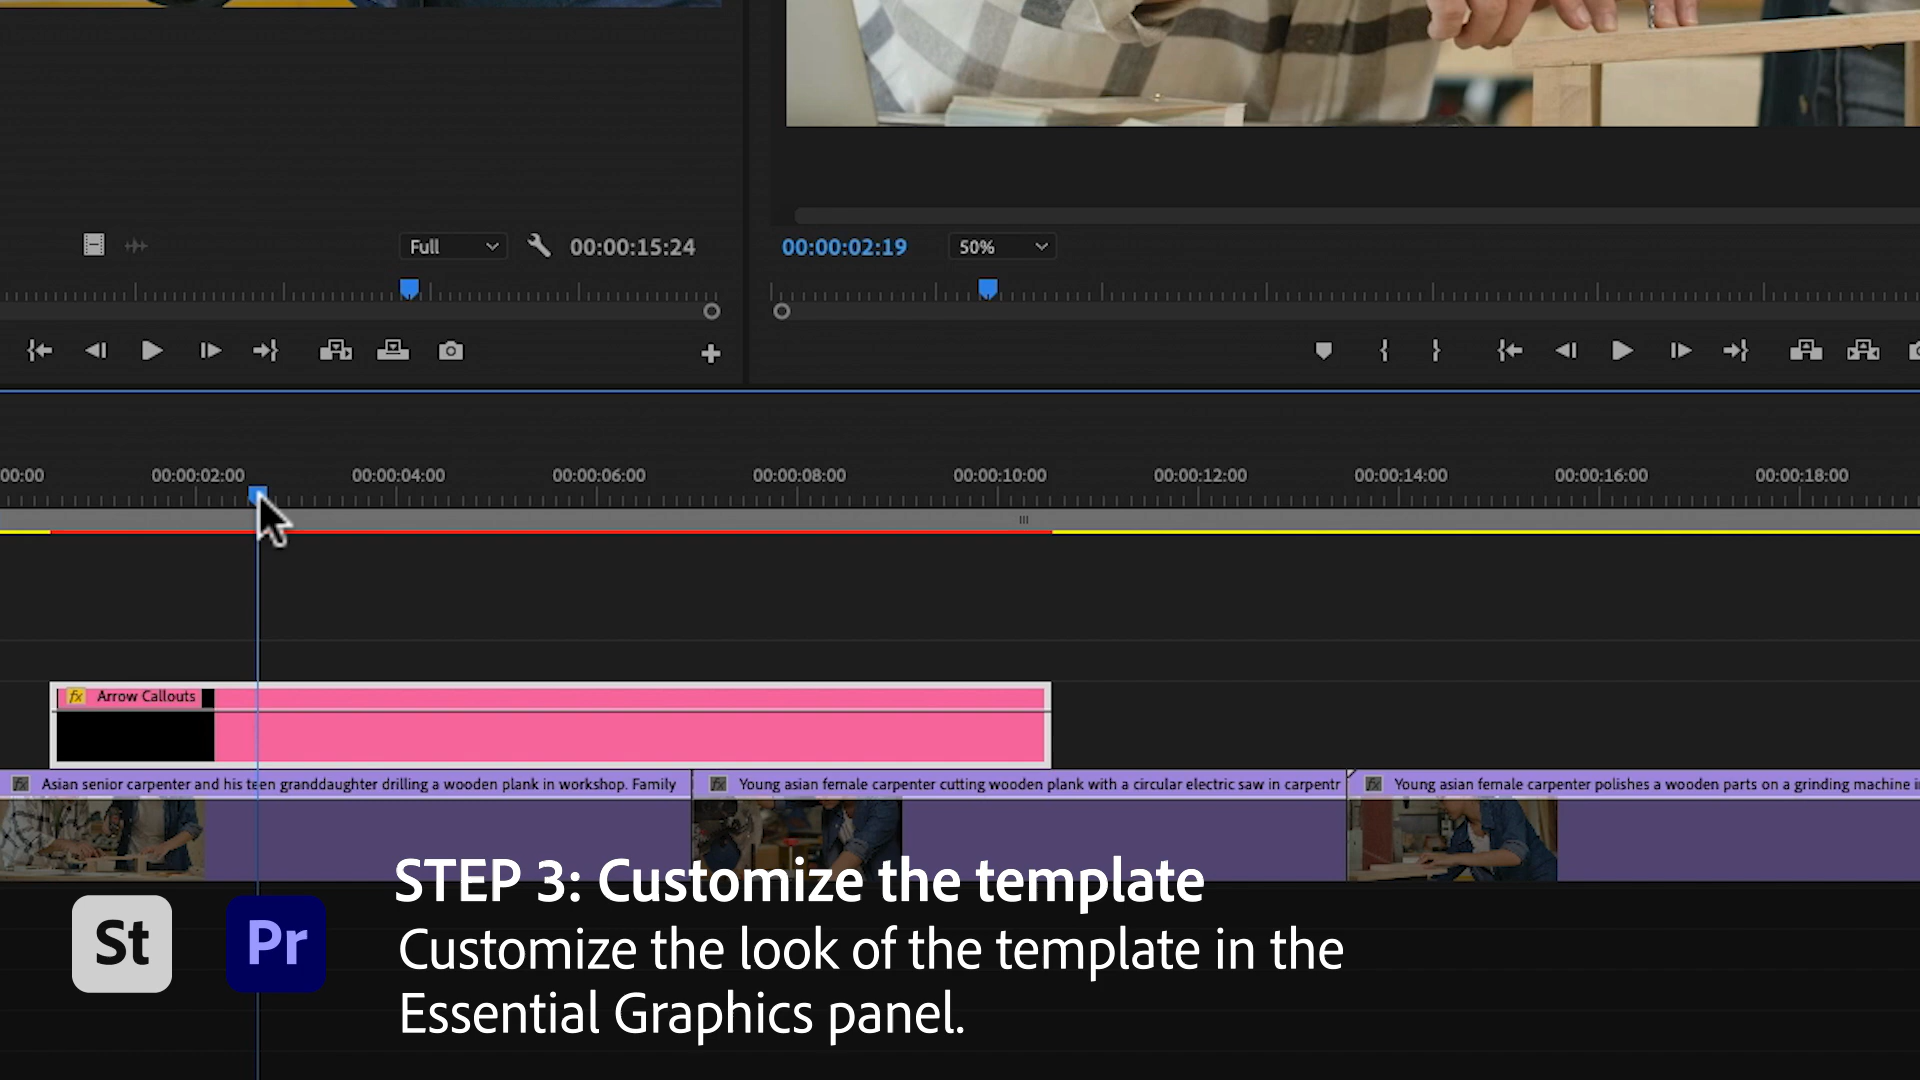 Full
00:00:15:24
00:00:02:19
50%
00:00
00:00:02:00
00:00:04:00
00:00:06:00
00:00:08:00
00:00:10:00
00:00:12:00
00:00:14:00
00:00:16:00
00:00:18:00
fx Arrow Callouts
fx Asian senior carpenter and his teen granddaughter drilling a wooden plank in workshop. Family
fx Young asian female carpenter cutting wooden plank with a circular electric saw in carpentr
fx Young asian female carpenter polishes a wooden parts on a grinding machine i
St
Pr
STEP 3: Customize the template
Customize the look of the template in the
Essential Graphics panel.